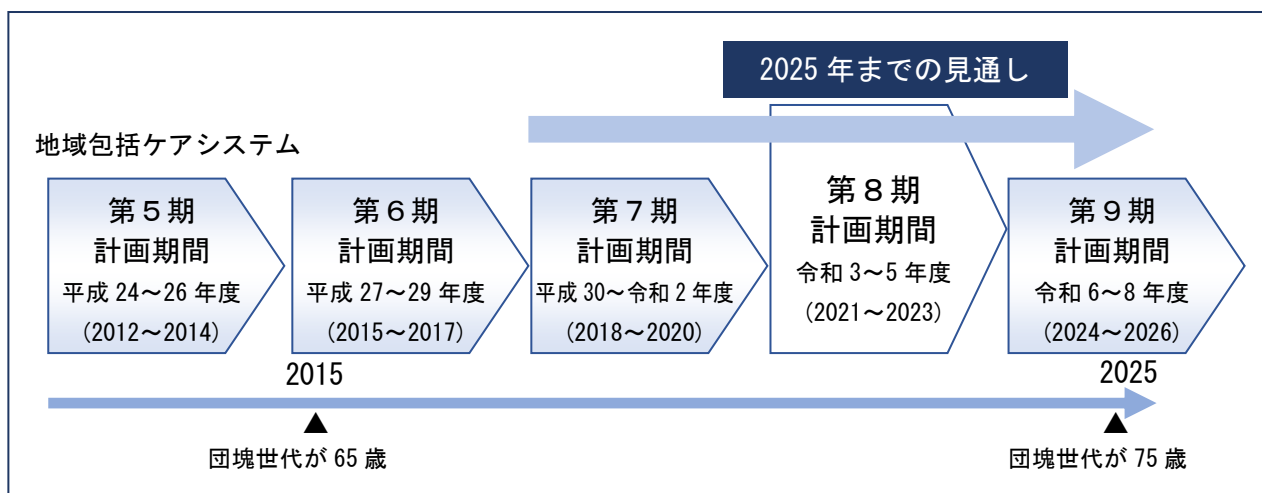 2025 年までの見通し
地域包括ケアシステム
第５期
計画期間
平成 24～26 年度
（2012～2014）
第６期
計画期間
平成 27～29 年度
（2015～2017）
第７期
計画期間
平成 30～令和 2 年度
（2018～2020）
第８期
計画期間
令和 3～5 年度
（2021～2023）
第９期
計画期間
令和 6～8 年度
（2024～2026）
2015
2025
▲
▲
団塊世代が 65 歳
団塊世代が 75 歳